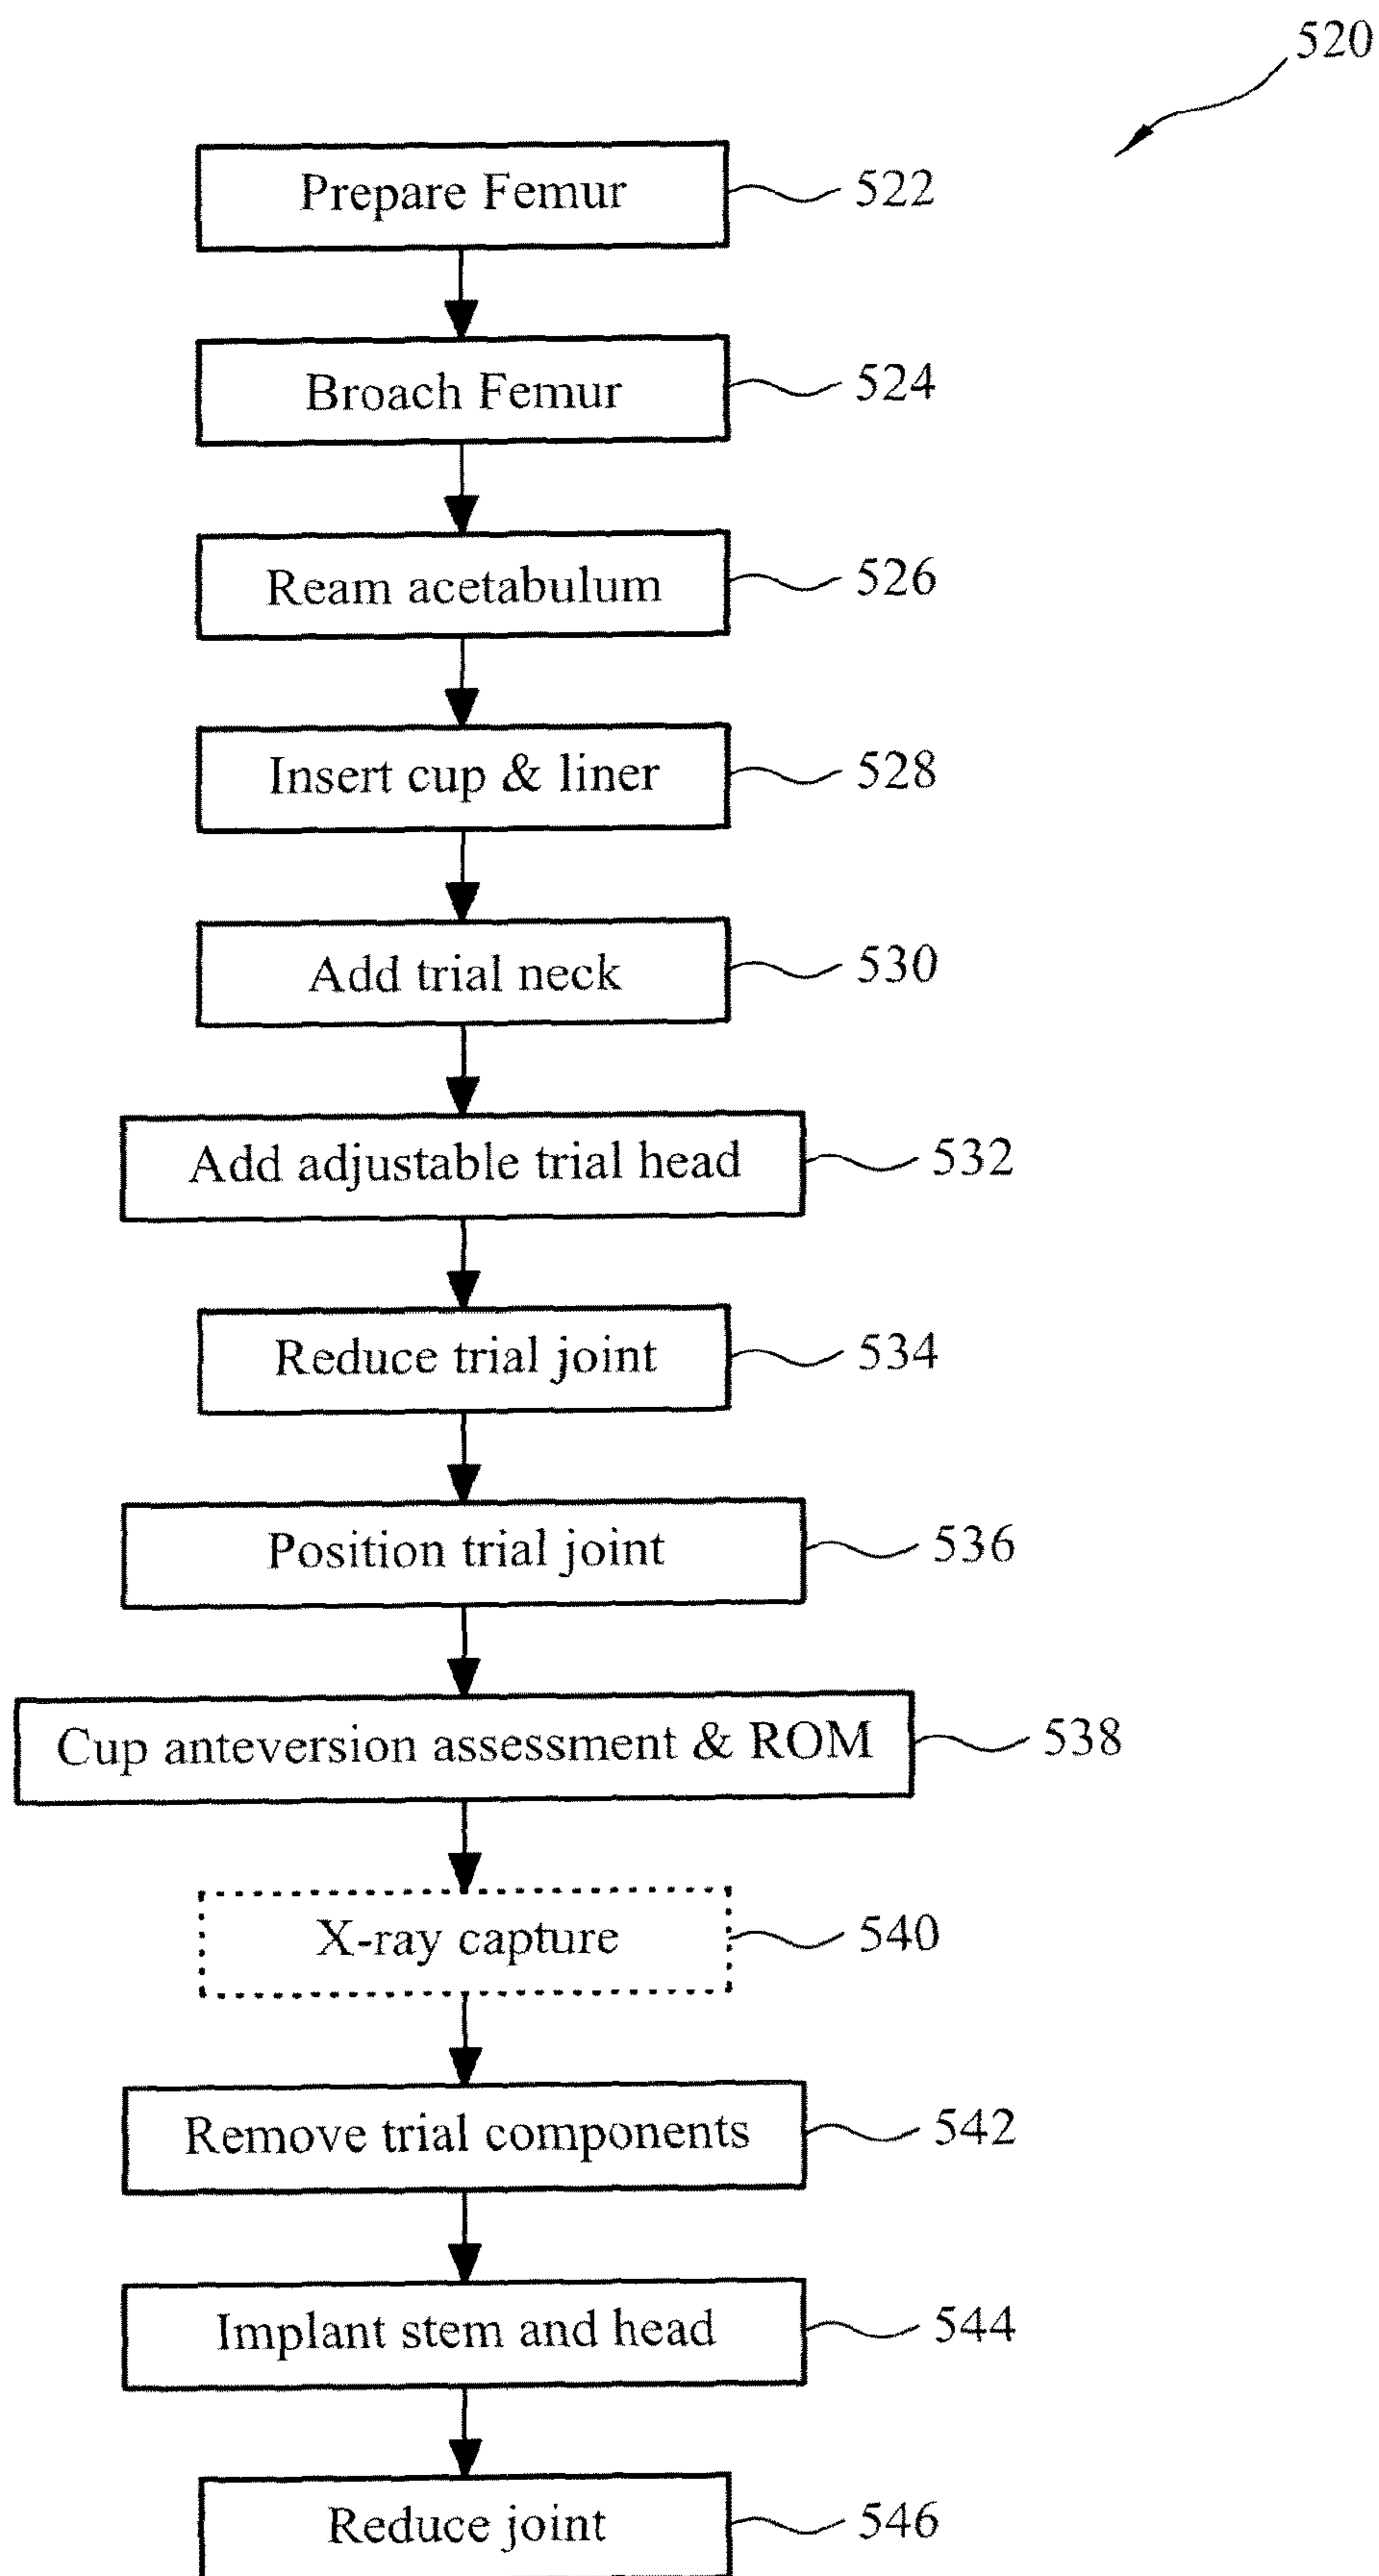 520
Prepare Femur 522
Broach Femur 524
Ream acetabulum 526
Insert cup & liner 528
Add trial neck 530
Add adjustable trial head 532
Reduce trial joint 534
Position trial joint 536
Cup anteversion assessment & ROM 538
X-ray capture 540
Remove trial components 542
Implant stem and head 544
Reduce joint 546